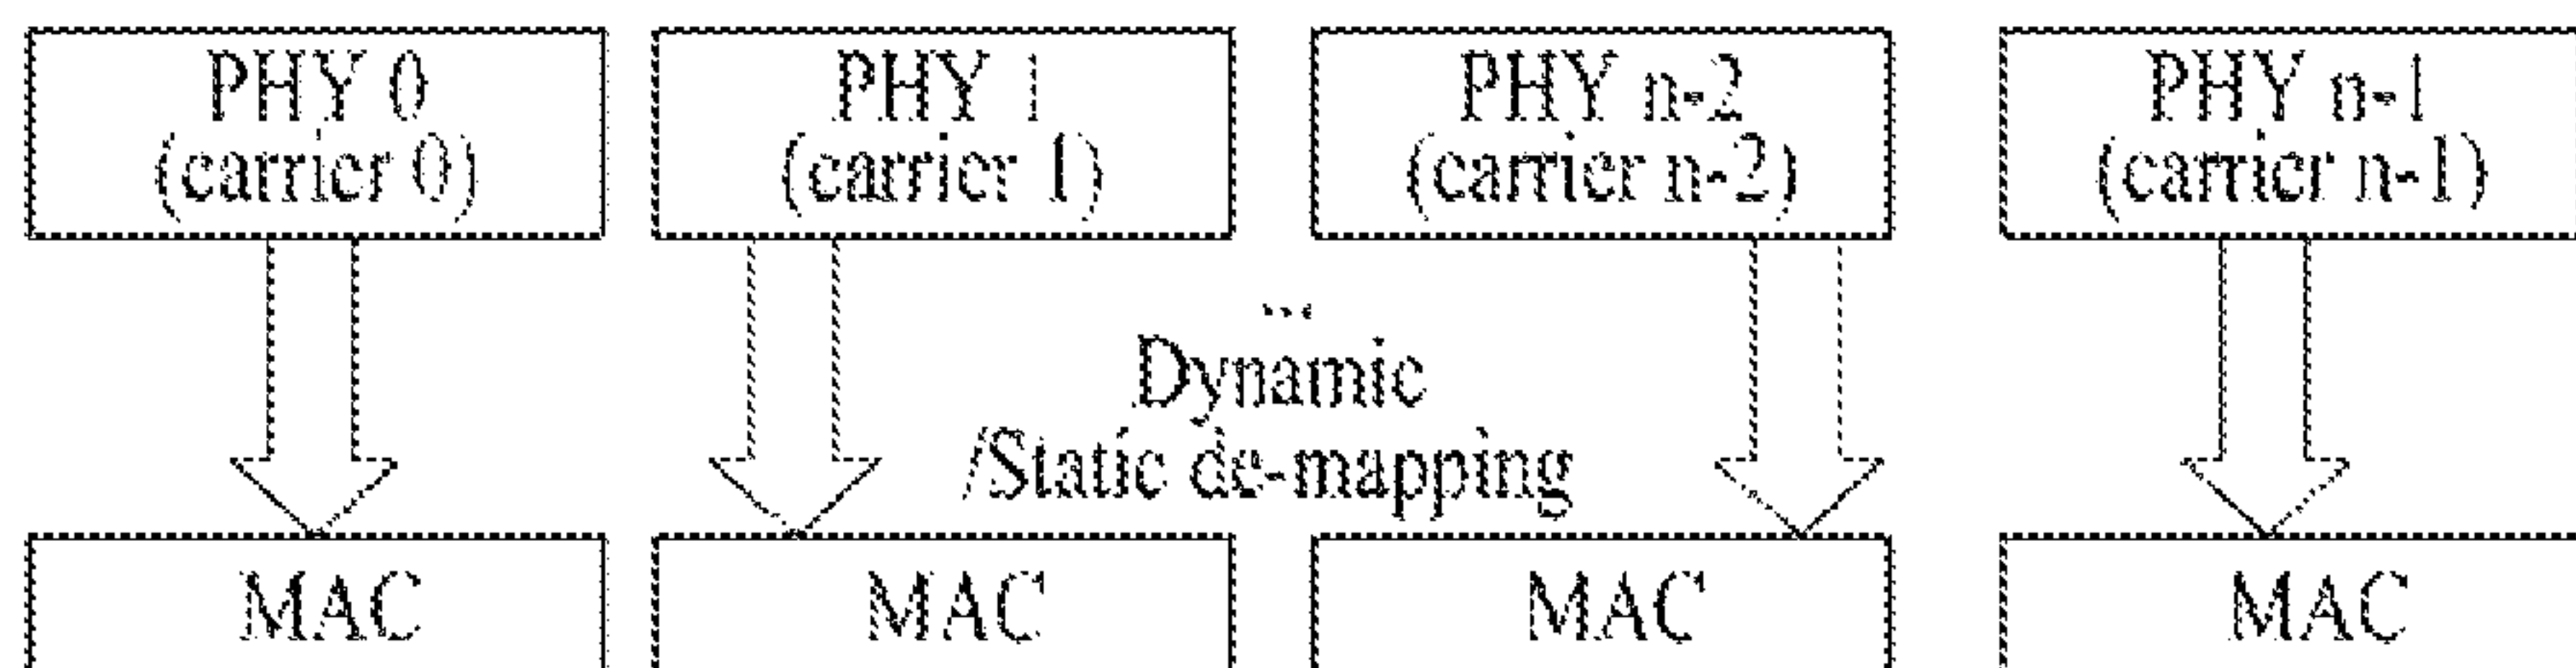 PHY 0
(carrier 0)
PHY 1
(carrier 1)
PHY n-2
(carrier n-2)
PHY n-1
(carrier n-1)
...
Dynamic
/Static de-mapping
MAC
MAC
MAC
MAC